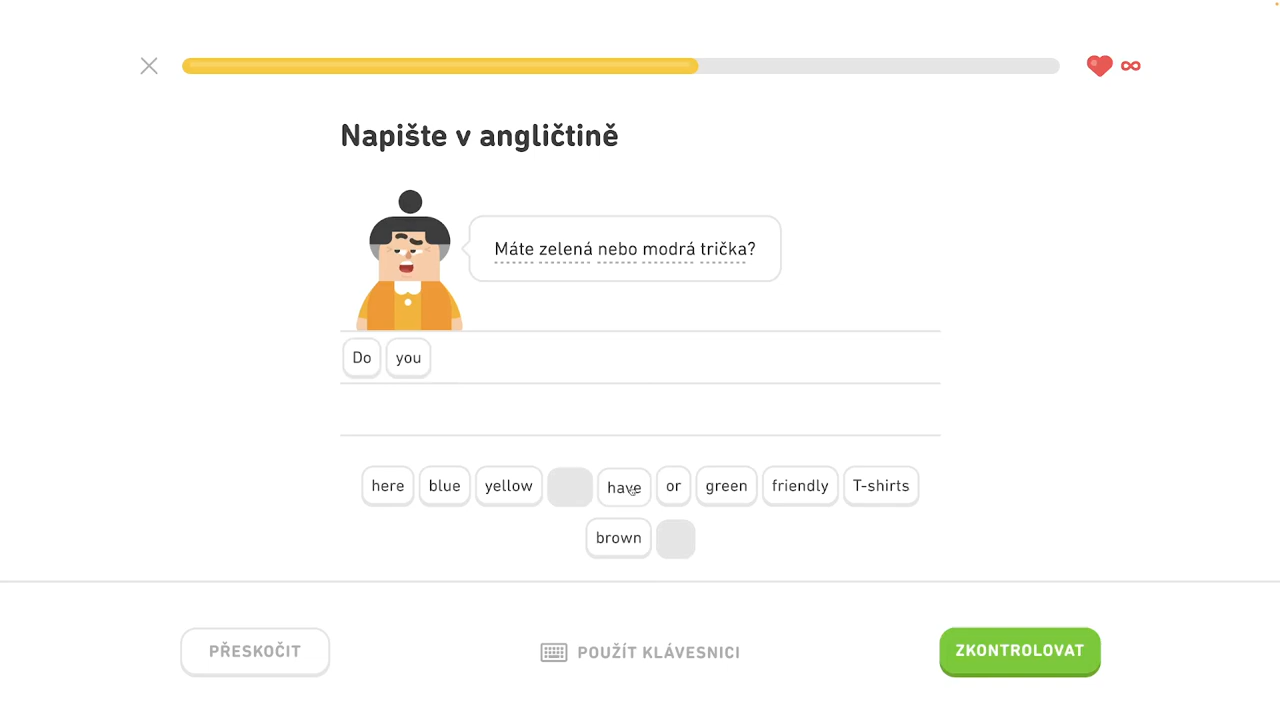 ∞
Napište v angličtině
Máte zelená nebo modrá trička?
Do you
here blue yellow have or green friendly T-shirts
brown
PŘESKOČIT POUŽÍT KLÁVESNICI ZKONTROLOVAT